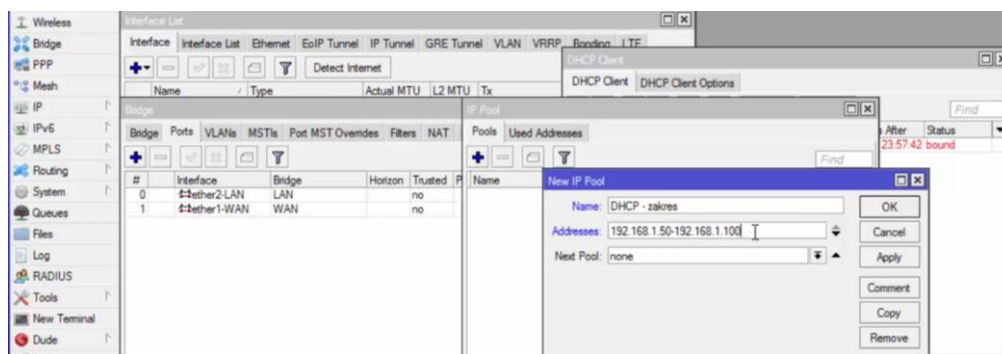 Wireless
Bridge
PPP
Mesh
IP
IPv6
MPLS
Routing
System
Queues
Files
Log
RADIUS
Tools
New Terminal
Dude
Interface List
Interface Interface List Ethernet EoIP Tunnel IP Tunnel GRE Tunnel VLAN VRRP Bonding LTE
Detect Internet
Name / Type Actual MTU L2 MTU Tx
DHCP Client
DHCP Client DHCP Client Options
Find
After Status
23:57:42 bound
Bridge
Bridge Ports VLANs MSTIs Port MST Overrides Filters NAT
# Interface Bridge Horizon Trusted P
0 ether2-LAN LAN no
1 ether1-WAN WAN no
IP Pool
Pools Used Addresses
Find
Name
New IP Pool
Name: DHCP - zakres
Addresses: 192.168.1.50-192.168.1.100
Next Pool: none
OK
Cancel
Apply
Comment
Copy
Remove